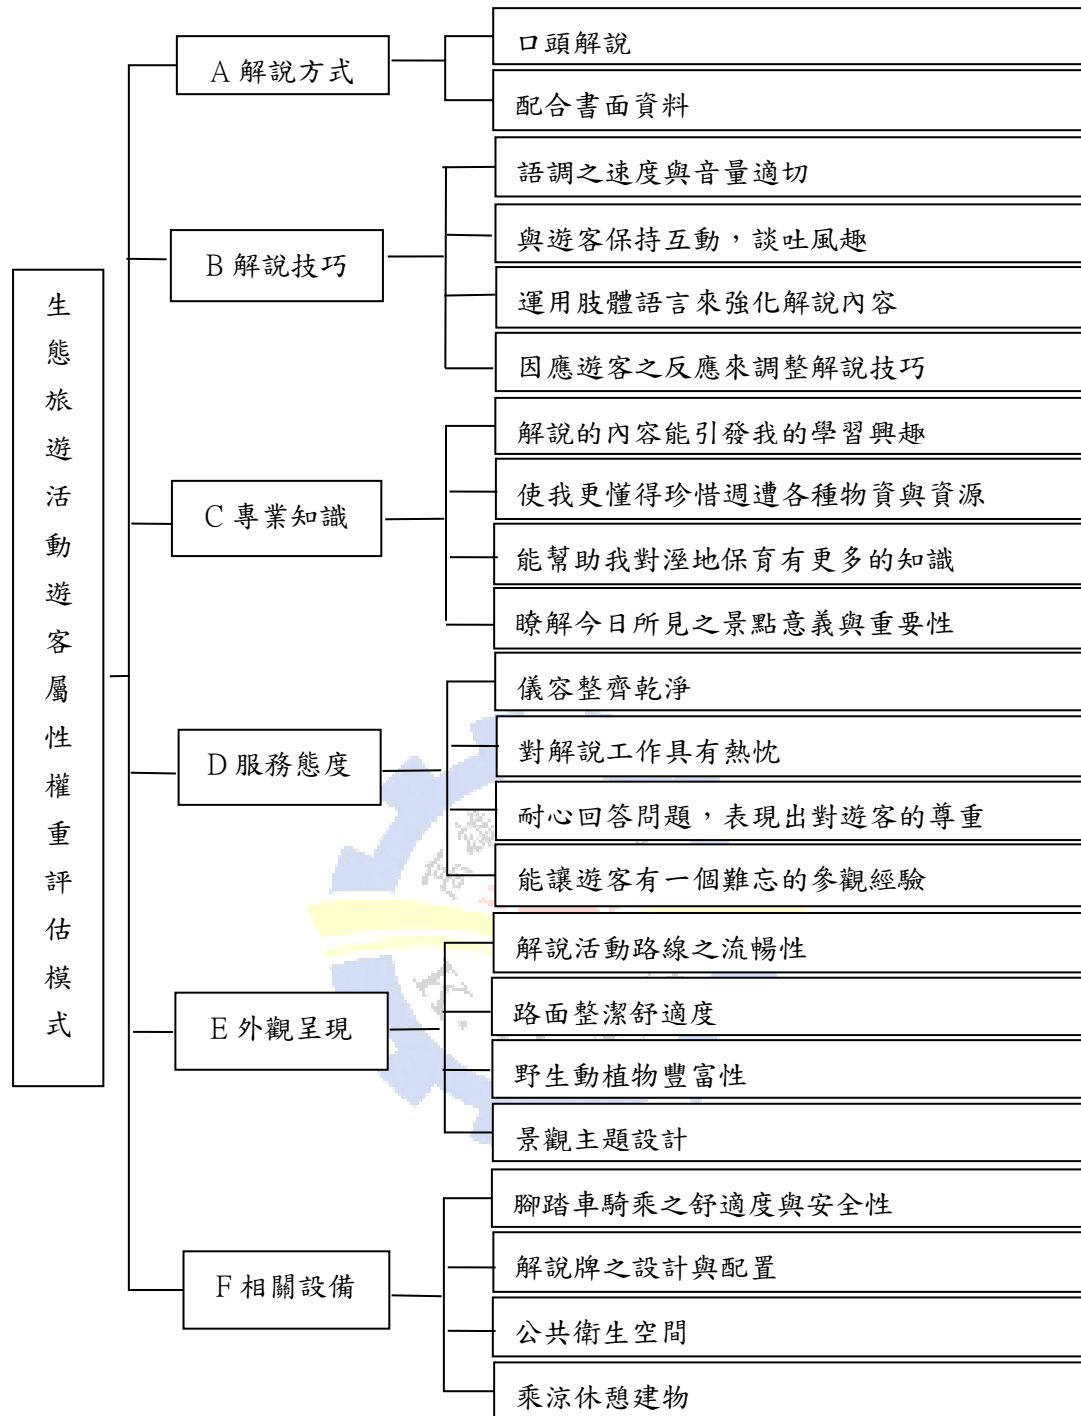 生態旅遊活動遊客屬性權重評估模式
A 解說方式
口頭解說
配合書面資料
B 解說技巧
語調之速度與音量適切
與遊客保持互動，談吐風趣
運用肢體語言來強化解說內容
因應遊客之反應來調整解說技巧
C 專業知識
解說的內容能引發我的學習興趣
使我更懂得珍惜週遭各種物資與資源
能幫助我對溼地保育有更多的知識
瞭解今日所見之景點意義與重要性
D 服務態度
儀容整齊乾淨
對解說工作具有熱忱
耐心回答問題，表現出對遊客的尊重
能讓遊客有一個難忘的參觀經驗
E 外觀呈現
解說活動路線之流暢性
路面整潔舒適度
野生動植物豐富性
景觀主題設計
F 相關設備
腳踏車騎乘之舒適度與安全性
解說牌之設計與配置
公共衛生空間
乘涼休憩建物
高雄
K.